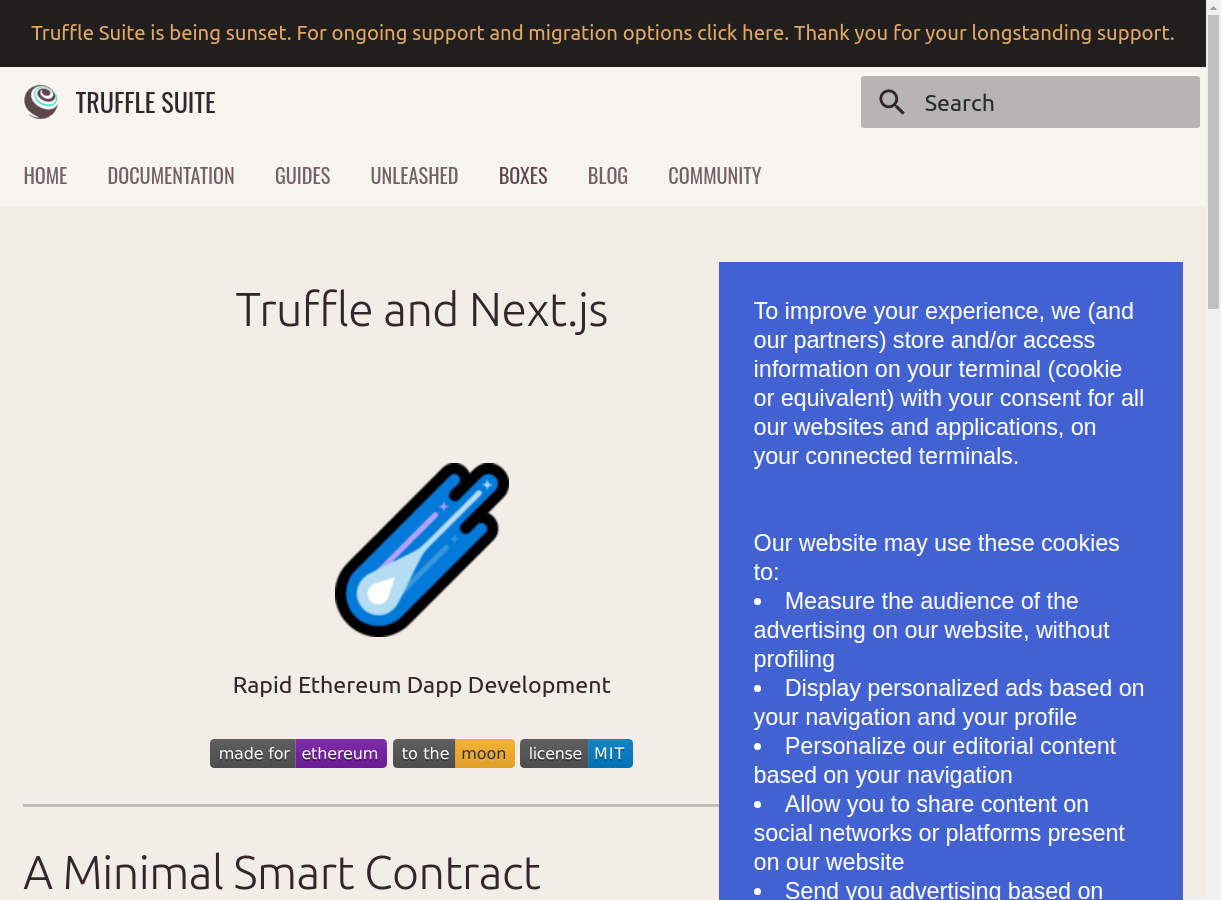 Truffle Suite is being sunset. For ongoing support and migration options click here. Thank you for your longstanding support.
TRUFFLE SUITE
Search
HOME DOCUMENTATION GUIDES UNLEASHED BOXES BLOG COMMUNITY
Truffle and Next.js
Rapid Ethereum Dapp Development
made for ethereum to the moon license MIT
A Minimal Smart Contract
To improve your experience, we (and
our partners) store and/or access
information on your terminal (cookie
or equivalent) with your consent for all
our websites and applications, on
your connected terminals.
Our website may use these cookies
to:
• Measure the audience of the
advertising on our website, without
profiling
• Display personalized ads based on
your navigation and your profile
• Personalize our editorial content
based on your navigation
• Allow you to share content on
social networks or platforms present
on our website
• Send you advertising based on